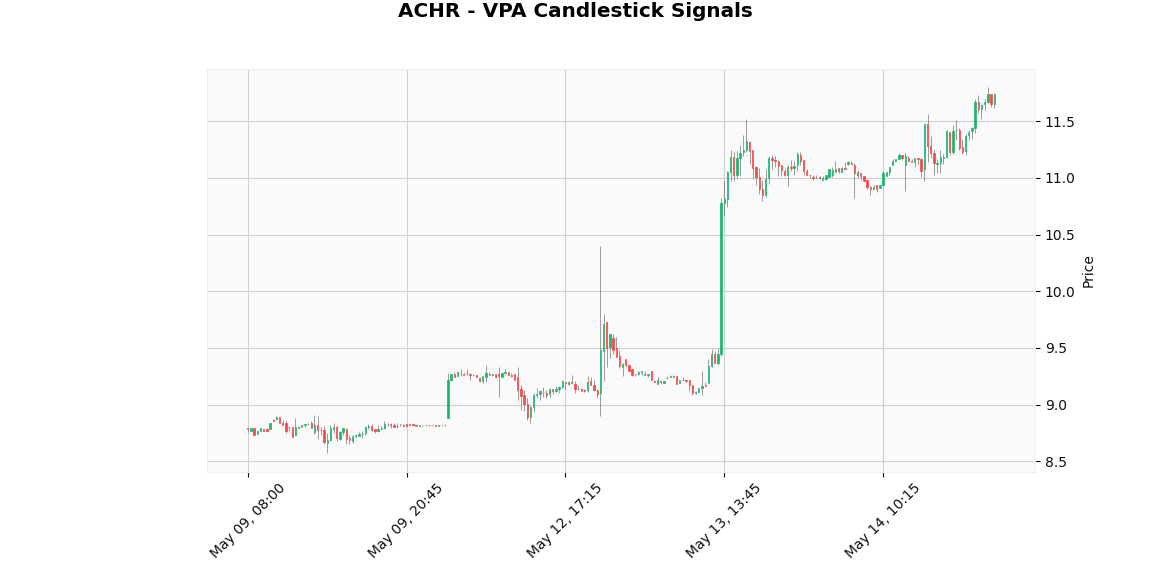 ACHR - VPA Candlestick Signals
11.5
11.0
10.5
10.0
9.5
9.0
8.5
Price
May 09, 08:00
May 09, 20:45
May 12, 17:15
May 13, 13:45
May 14, 10:15